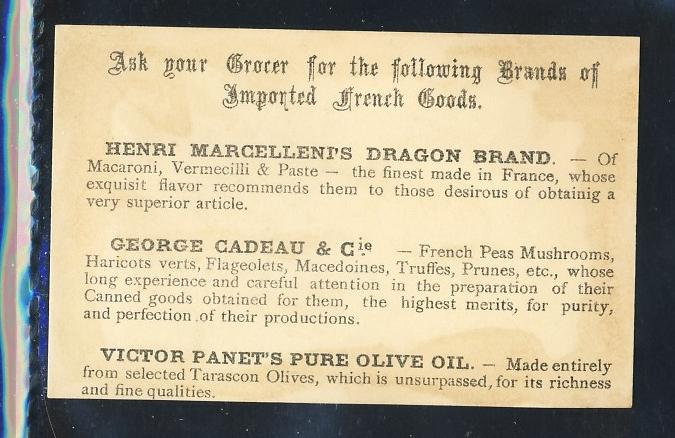 Ask your Grocer for the following Brands of
Imported French Goods.
HENRI MARCELLENI'S DRAGON BRAND. — Of
Macaroni, Vermecilli & Paste — the finest made in France, whose
exquisit flavor recommends them to those desirous of obtainig a
very superior article.
GEORGE CADEAU & Cie — French Peas Mushrooms,
Haricots verts, Flageolets, Macedoines, Truffes, Prunes, etc., whose
long experience and careful attention in the preparation of their
Canned goods obtained for them, the highest merits, for purity,
and perfection of their productions.
VICTOR PANET'S PURE OLIVE OIL. — Made entirely
from selected Tarascon Olives, which is unsurpassed, for its richness
and fine qualities.